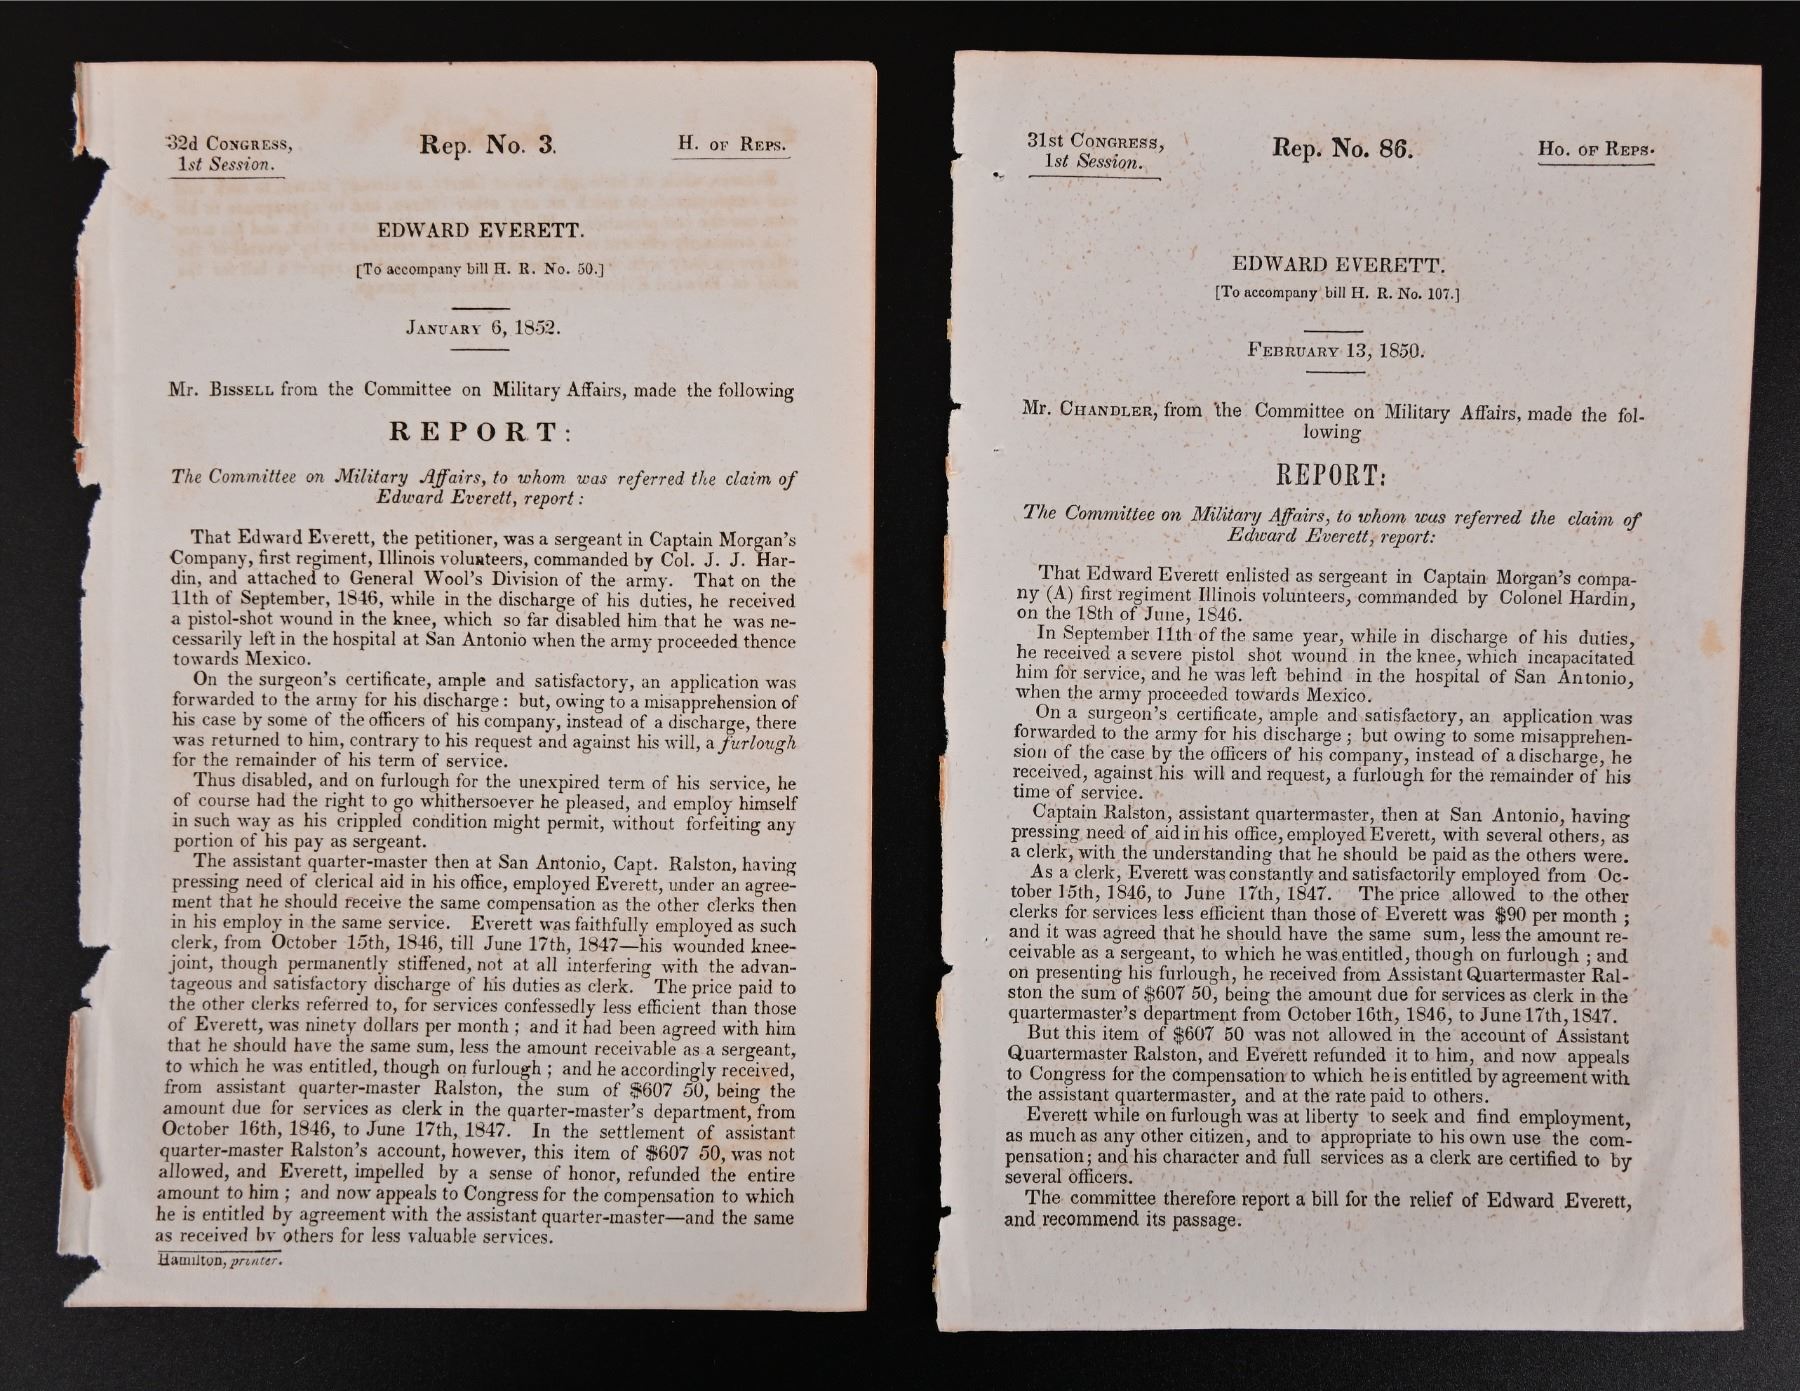 32d Congress,
1st Session.
Rep. No. 3.
H. of Reps.
EDWARD EVERETT.
[To accompany bill H. R. No. 50.]
January 6, 1852.
Mr. Bissell from the Committee on Military Affairs, made the following
REPORT:
The Committee on Military Affairs, to whom was referred the claim of
Edward Everett, report:
That Edward Everett, the petitioner, was a sergeant in Captain Morgan's
Company, first regiment, Illinois volunteers, commanded by Col. J. J. Har-
din, and attached to General Wool's Division of the army. That on the
11th of September, 1846, while in the discharge of his duties, he received
a pistol-shot wound in the knee, which so far disabled him that he was ne-
cessarily left in the hospital at San Antonio when the army proceeded thence
towards Mexico.
On the surgeon's certificate, ample and satisfactory, an application was
forwarded to the army for his discharge: but, owing to a misapprehension of
his case by some of the officers of his company, instead of a discharge, there
was returned to him, contrary to his request and against his will, a furlough
for the remainder of his term of service.
Thus disabled, and on furlough for the unexpired term of his service, he
of course had the right to go whithersoever he pleased, and employ himself
in such way as his crippled condition might permit, without forfeiting any
portion of his pay as sergeant.
The assistant quarter-master then at San Antonio, Capt. Ralston, having
pressing need of clerical aid in his office, employed Everett, under an agree-
ment that he should receive the same compensation as the other clerks then
in his employ in the same service. Everett was faithfully employed as such
clerk, from October 15th, 1846, till June 17th, 1847—his wounded knee-
joint, though permanently stiffened, not at all interfering with the advan-
tageous and satisfactory discharge of his duties as clerk. The price paid to
the other clerks referred to, for services confessedly less efficient than those
of Everett, was ninety dollars per month; and it had been agreed with him
that he should have the same sum, less the amount receivable as a sergeant,
to which he was entitled, though on furlough; and he accordingly received,
from assistant quarter-master Ralston, the sum of $607 50, being the
amount due for services as clerk in the quarter-master's department, from
October 16th, 1846, to June 17th, 1847. In the settlement of assistant
quarter-master Ralston's account, however, this item of $607 50, was not
allowed, and Everett, impelled by a sense of honor, refunded the entire
amount to him; and now appeals to Congress for the compensation to which
he is entitled by agreement with the assistant quarter-master—and the same
as received by others for less valuable services.
Hamilton, printer.
31st Congress,
1st Session.
Rep. No. 86.
Ho. of Reps.
EDWARD EVERETT.
[To accompany bill H. R. No. 107.]
February 13, 1850.
Mr. Chandler, from the Committee on Military Affairs, made the fol-
lowing
REPORT:
The Committee on Military Affairs, to whom was referred the claim of
Edward Everett, report:
That Edward Everett enlisted as sergeant in Captain Morgan's compa-
ny (A) first regiment Illinois volunteers, commanded by Colonel Hardin,
on the 18th of June, 1846.
In September 11th of the same year, while in discharge of his duties,
he received a severe pistol shot wound in the knee, which incapacitated
him for service, and he was left behind in the hospital of San Antonio,
when the army proceeded towards Mexico.
On a surgeon's certificate, ample and satisfactory, an application was
forwarded to the army for his discharge; but owing to some misapprehen-
sion of the case by the officers of his company, instead of a discharge, he
received, against his will and request, a furlough for the remainder of his
time of service.
Captain Ralston, assistant quartermaster, then at San Antonio, having
pressing need of aid in his office, employed Everett, with several others, as
a clerk, with the understanding that he should be paid as the others were.
As a clerk, Everett was constantly and satisfactorily employed from Oc-
tober 15th, 1846, to June 17th, 1847. The price allowed to the other
clerks for services less efficient than those of Everett was $90 per month;
and it was agreed that he should have the same sum, less the amount re-
ceivable as a sergeant, to which he was entitled, though on furlough; and
on presenting his furlough, he received from Assistant Quartermaster Ral-
ston the sum of $607 50, being the amount due for services as clerk in the
quartermaster's department from October 16th, 1846, to June 17th, 1847.
But this item of $607 50 was not allowed in the account of Assistant
Quartermaster Ralston, and Everett refunded it to him, and now appeals
to Congress for the compensation to which he is entitled by agreement with
the assistant quartermaster, and at the rate paid to others.
Everett while on furlough was at liberty to seek and find employment,
as much as any other citizen, and to appropriate to his own use the com-
pensation; and his character and full services as a clerk are certified to by
several officers.
The committee therefore report a bill for the relief of Edward Everett,
and recommend its passage.